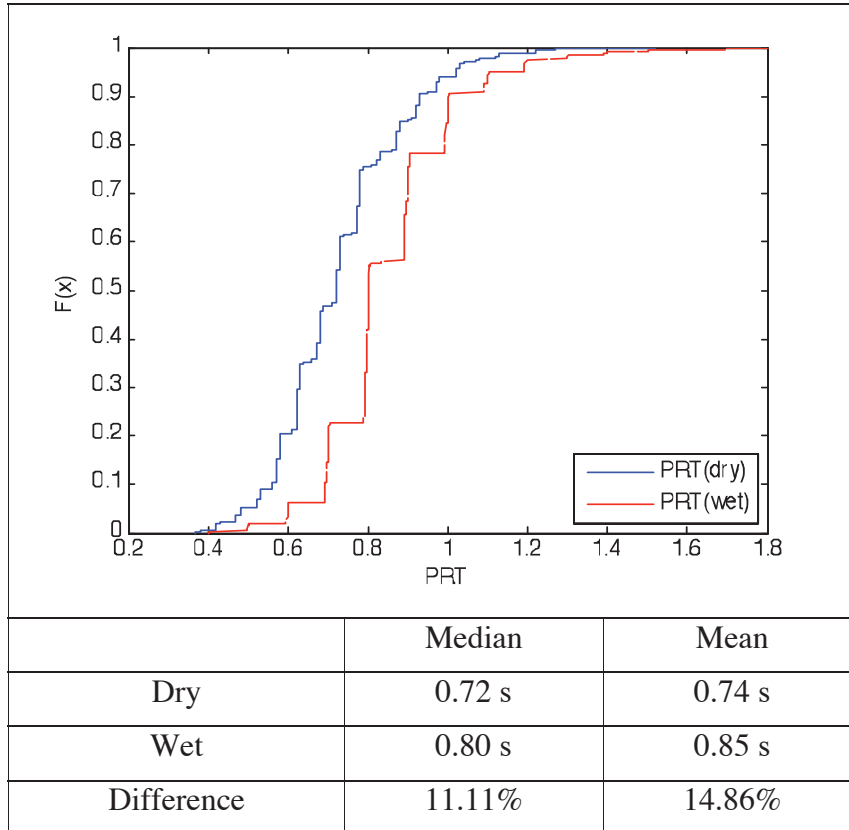 1
0.9
0.8
0.7
0.6
0.5
0.4
0.3
0.2
0.1
0
F(x)
PRT(dry)
PRT(wet)
0.2 0.4 0.6 0.8 1 1.2 1.4 1.6 1.8
PRT
Median Mean
Dry 0.72 s 0.74 s
Wet 0.80 s 0.85 s
Difference 11.11% 14.86%